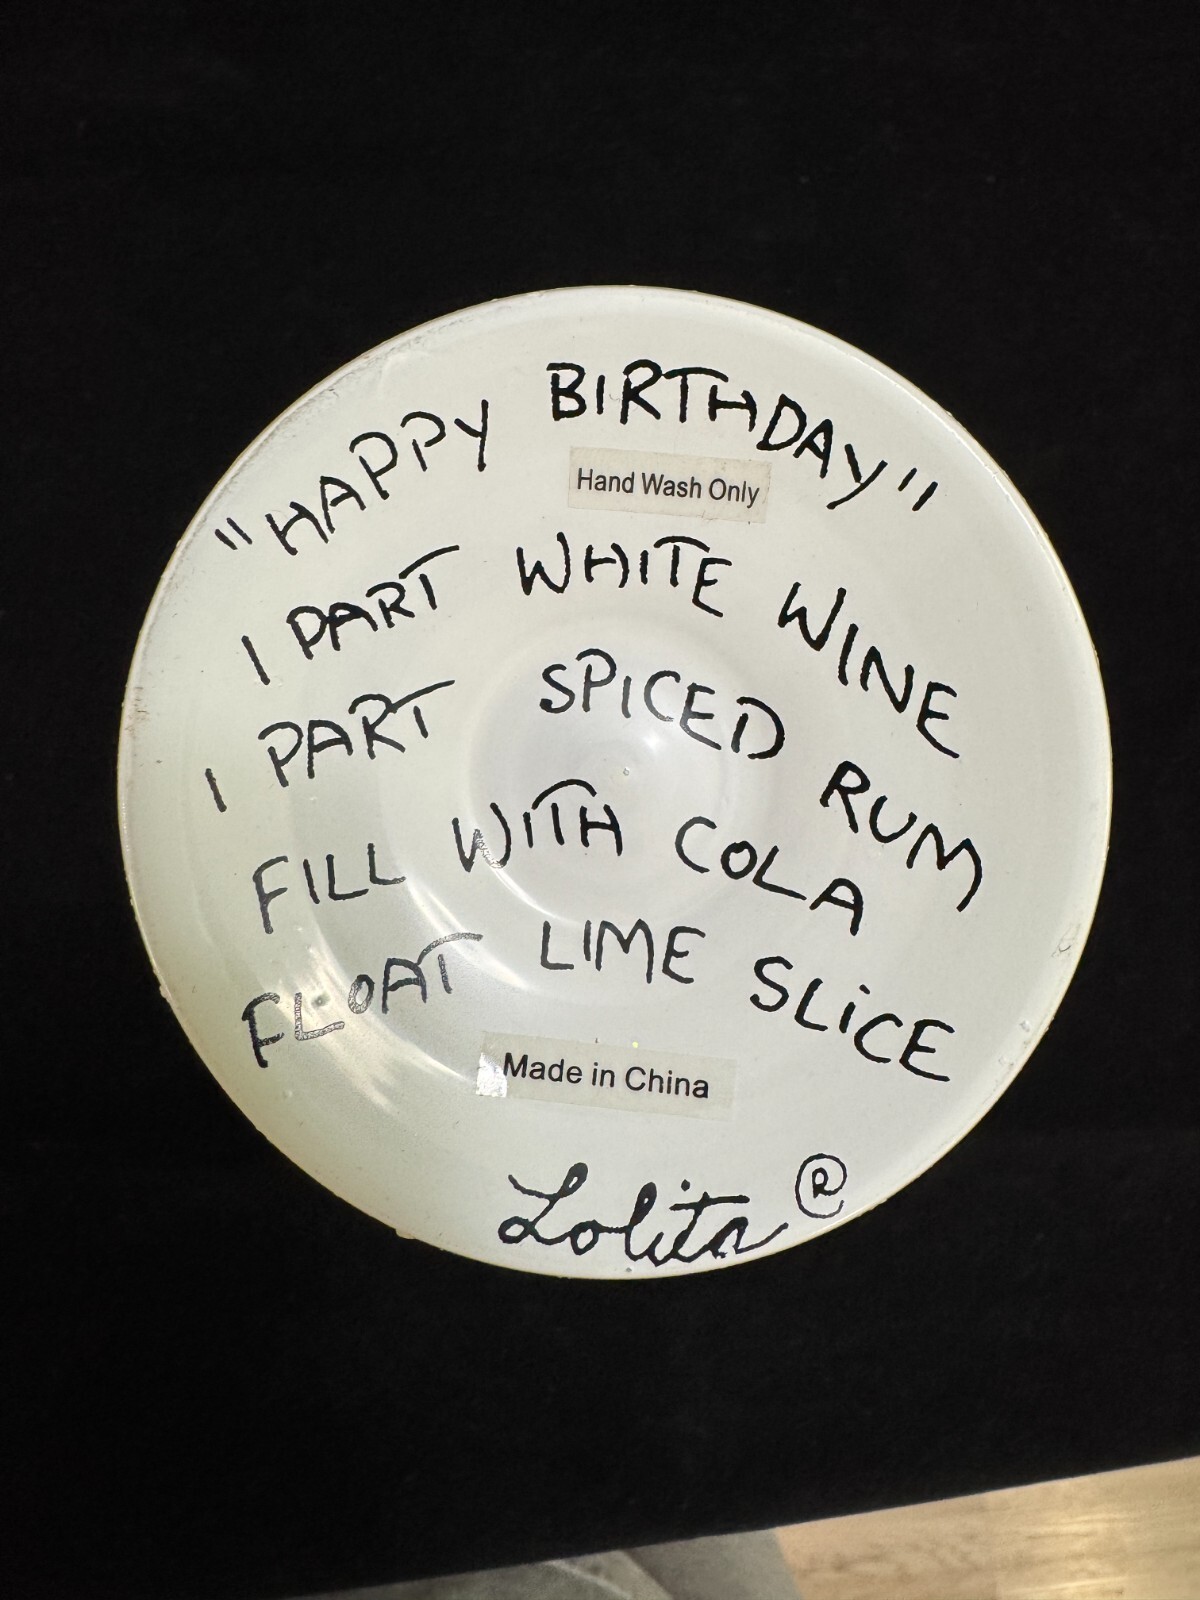 "HAPPY BIRTHDAY"
Hand Wash Only
1 PART WHITE WINE
1 PART SPICED RUM
FILL WITH COLA
FLOAT LIME SLiCE
Made in China
Lolita ®